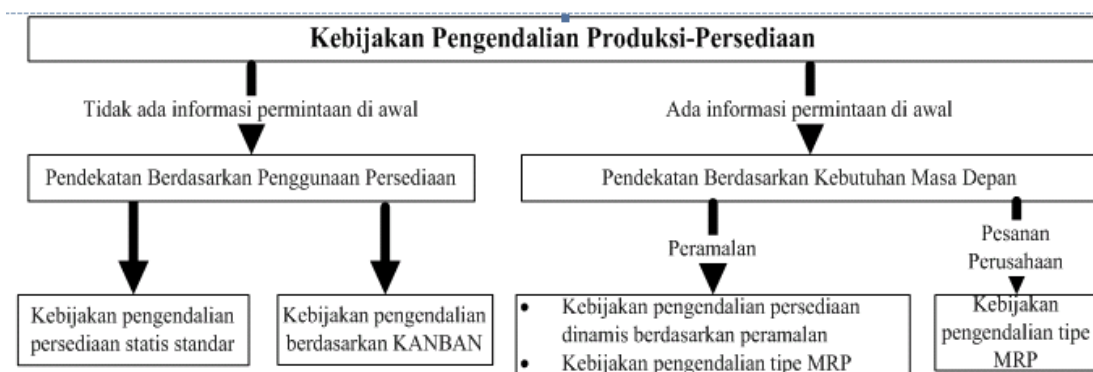 Kebijakan Pengendalian Produksi-Persediaan
Tidak ada informasi permintaan di awal
Ada informasi permintaan di awal
Pendekatan Berdasarkan Penggunaan Persediaan
Pendekatan Berdasarkan Kebutuhan Masa Depan
Peramalan
Pesanan
Perusahaan
Kebijakan pengendalian
persediaan statis standar
Kebijakan pengendalian
berdasarkan KANBAN
• Kebijakan pengendalian persediaan
dinamis berdasarkan peramalan
• Kebijakan pengendalian tipe MRP
Kebijakan
pengendalian tipe
MRP